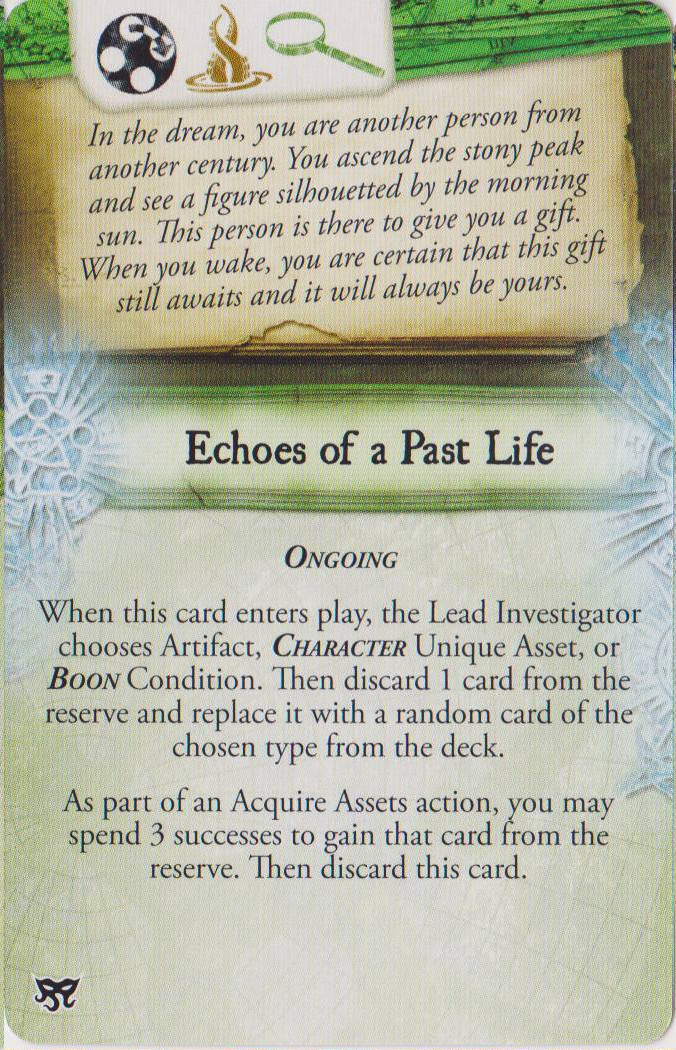 In the dream, you are another person from
another century. You ascend the stony peak
and see a figure silhouetted by the morning
sun. This person is there to give you a gift.
When you wake, you are certain that this gift
still awaits and it will always be yours.
Echoes of a Past Life
ONGOING
When this card enters play, the Lead Investigator
chooses Artifact, CHARACTER Unique Asset, or
BOON Condition. Then discard 1 card from the
reserve and replace it with a random card of the
chosen type from the deck.
As part of an Acquire Assets action, you may
spend 3 successes to gain that card from the
reserve. Then discard this card.